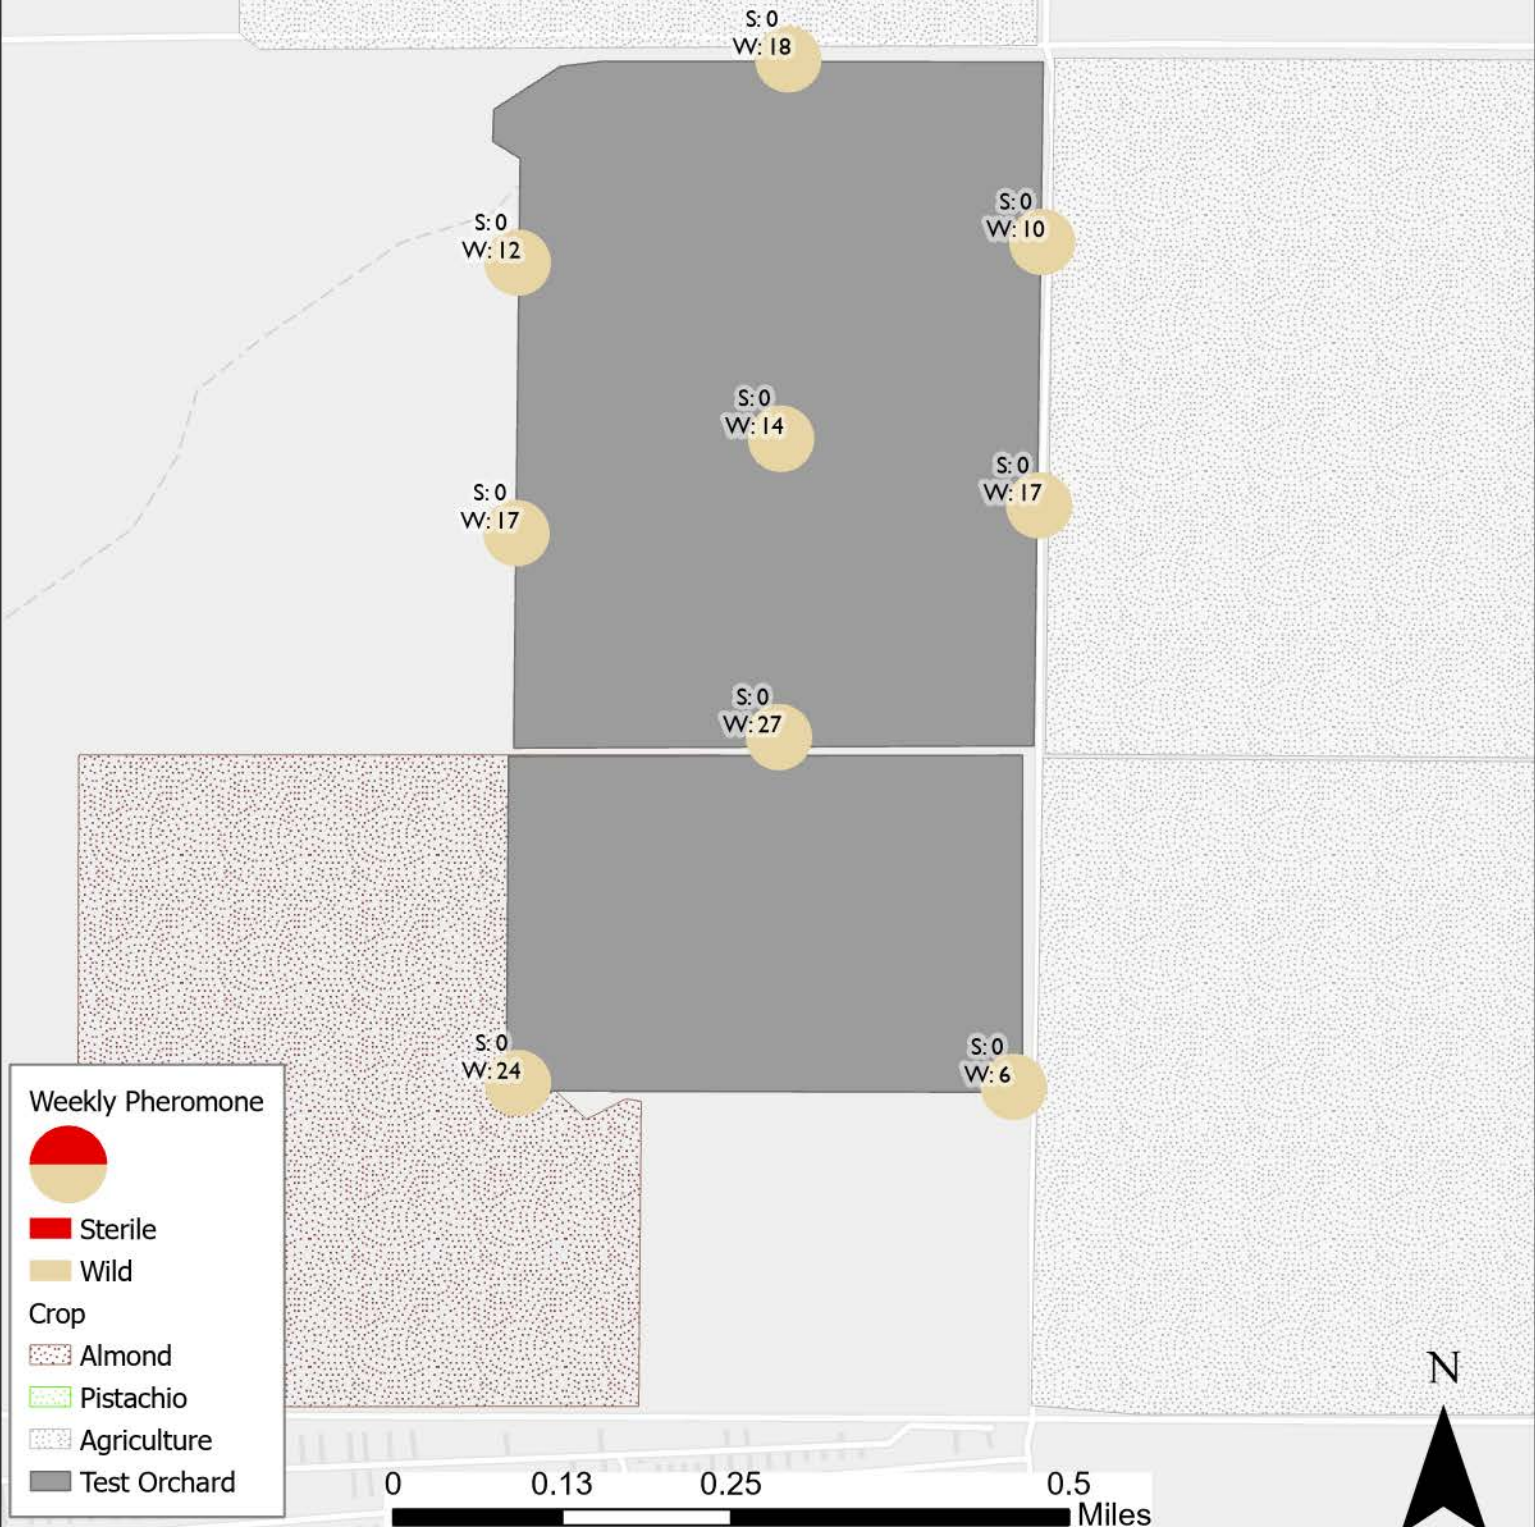 S: 0
W: 18
S: 0
W: 10
S: 0
W: 12
S: 0
W: 14
S: 0
W: 17
S: 0
W: 17
S: 0
W: 27
S: 0
W: 24
S: 0
W: 6
Weekly Pheromone
Sterile
Wild
Crop
Almond
Pistachio
Agriculture
Test Orchard
N
0 0.13 0.25 0.5
Miles